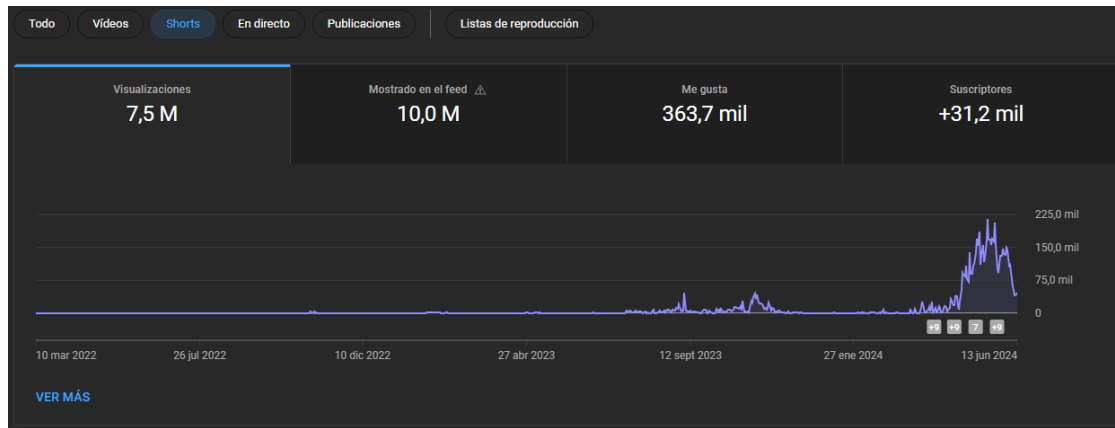 Todo Vídeos Shorts En directo Publicaciones Listas de reproducción
Visualizaciones Mostrado en el feed Me gusta Suscriptores
7,5 M 10,0 M 363,7 mil +31,2 mil
225,0 mil
150,0 mil
75,0 mil
0
+9 +9 7 +9
10 mar 2022 26 jul 2022 10 dic 2022 27 abr 2023 12 sept 2023 27 ene 2024 13 jun 2024
VER MÁS